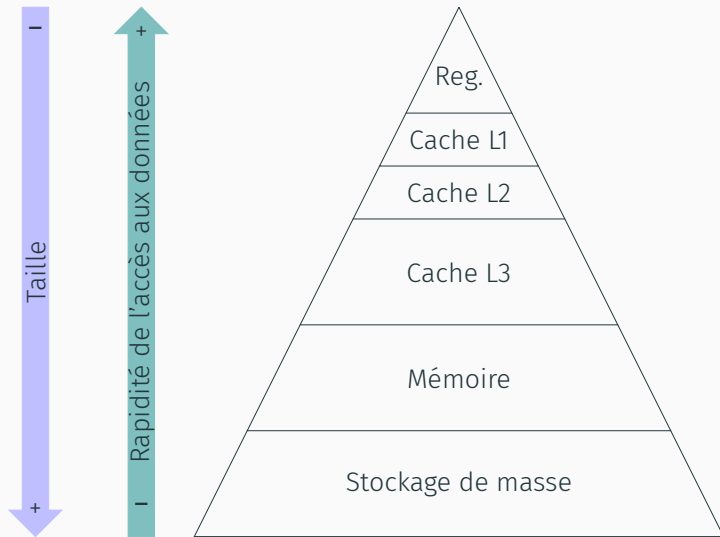 −
Taille
+
+
Rapidité de l'accès aux données
−
Reg.
Cache L1
Cache L2
Cache L3
Mémoire
Stockage de masse